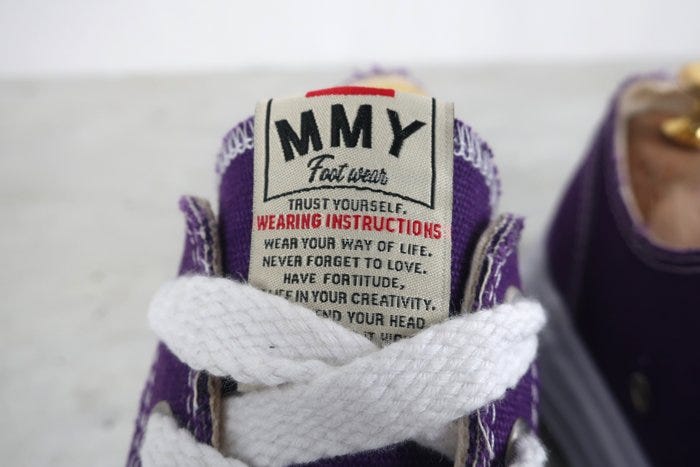 MMY
Foot wear
TRUST YOURSELF.
WEARING INSTRUCTIONS
WEAR YOUR WAY OF LIFE.
NEVER FORGET TO LOVE.
HAVE FORTITUDE,
IN YOUR CREATIVITY.
YOUR HEAD